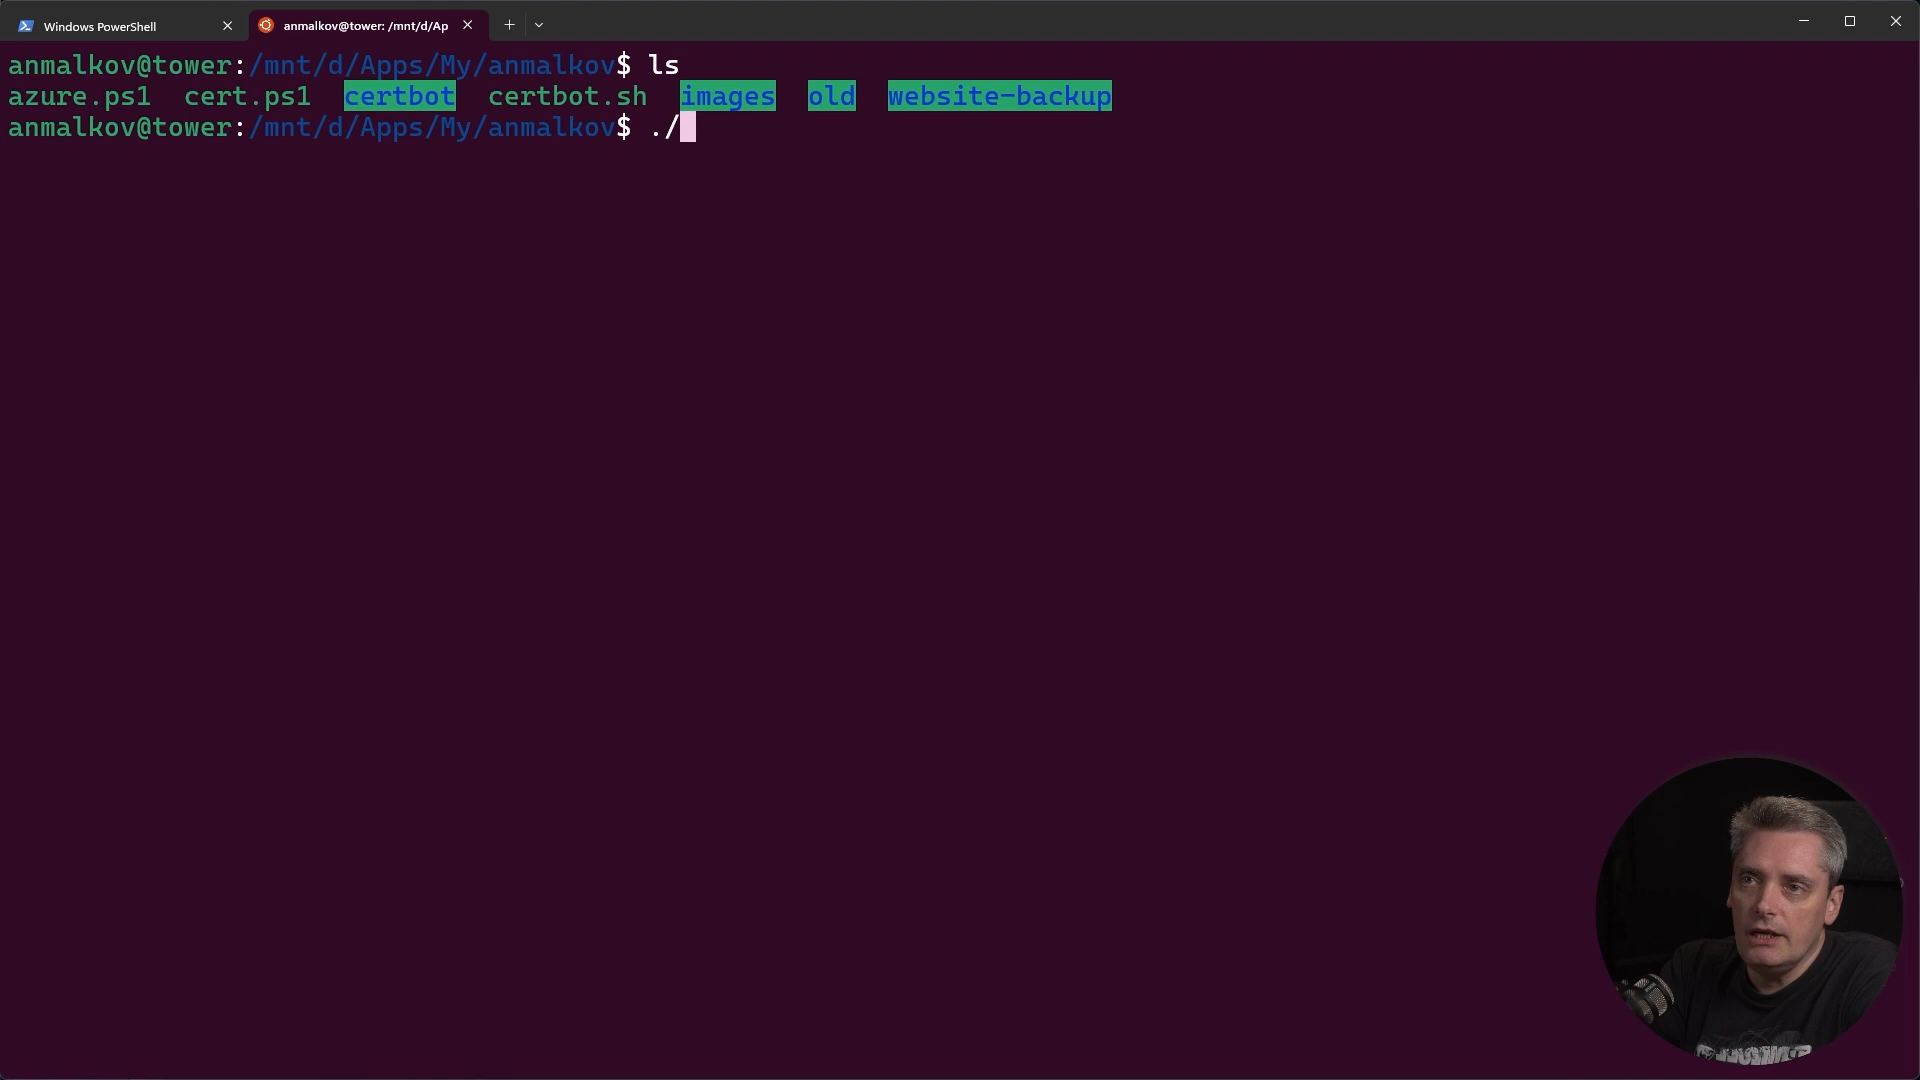 Windows PowerShell
anmalkov@tower: /mnt/d/Ap
anmalkov@tower:/mnt/d/Apps/My/anmalkov$ ls
azure.ps1  cert.ps1  certbot  certbot.sh  images  old  website-backup
anmalkov@tower:/mnt/d/Apps/My/anmalkov$ ./